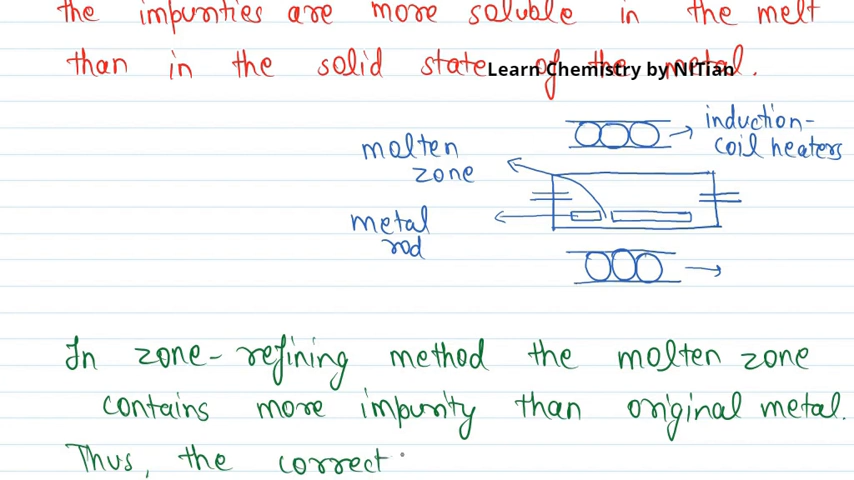 the impurities are more soluble in the melt
than in the solid state of the metal.
Learn Chemistry by NITian
induction-
coil heaters
molten
zone
metal
rod
In zone-refining method the molten zone
contains more impurity than original metal.
Thus, the correct